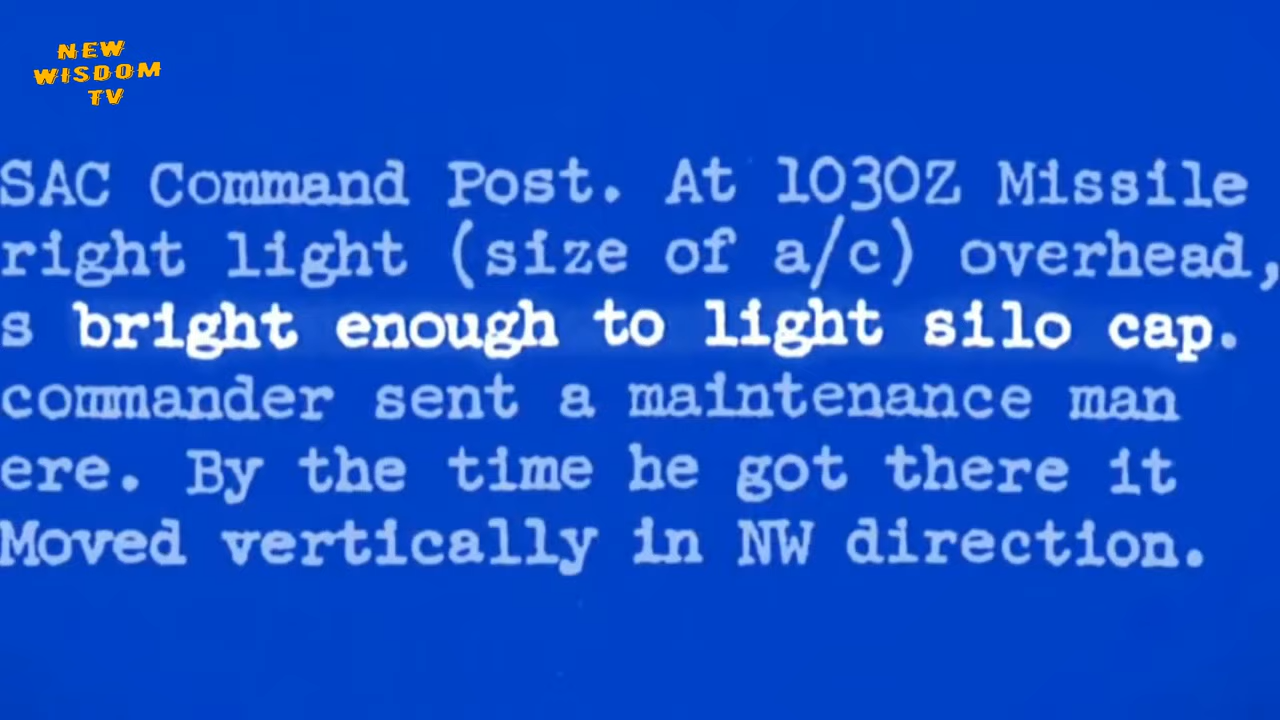 NEW
WISDOM
TV
SAC Command Post. At 1030Z Missile
right light (size of a/c) overhead,
s bright enough to light silo cap.
commander sent a maintenance man
ere. By the time he got there it
Moved vertically in NW direction.